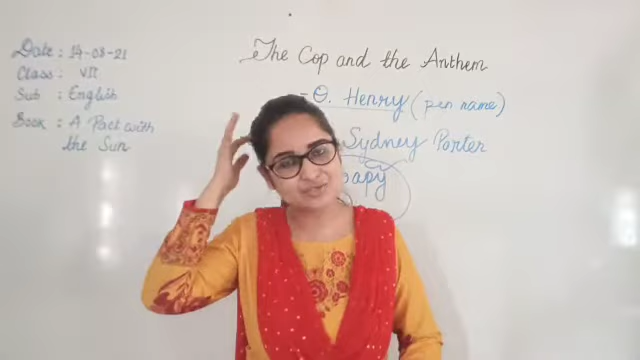 Date : 14-08-21
Class : VII
Sub : English
Book : A Pact with
the Sun
The Cop and the Anthem
- O. Henry (pen name)
Sydney Porter